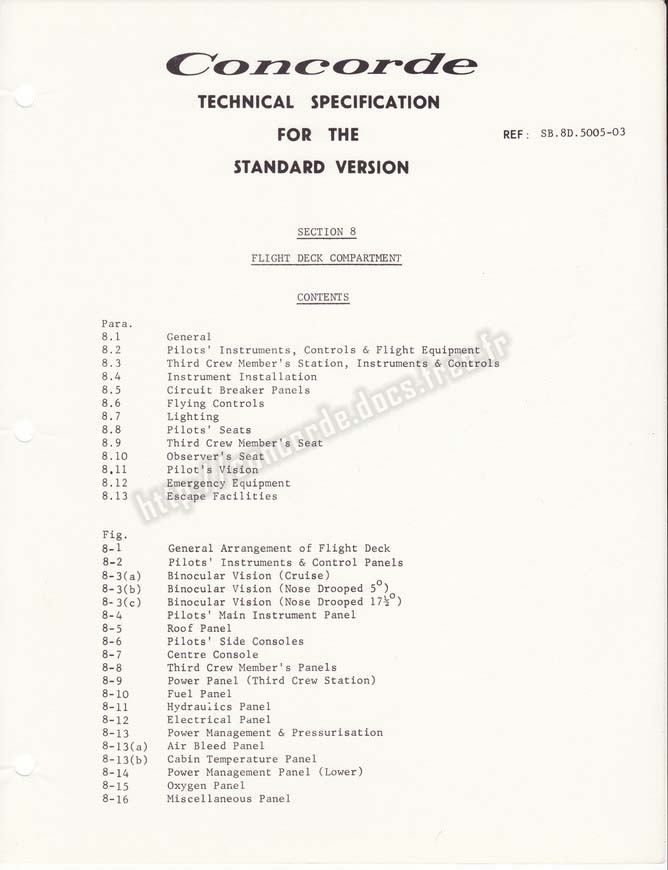 Concorde
TECHNICAL SPECIFICATION
FOR THE
STANDARD VERSION
REF: SB.8D.5005-03
SECTION 8
FLIGHT DECK COMPARTMENT
CONTENTS
Para.
8.1 General
8.2 Pilots' Instruments, Controls & Flight Equipment
8.3 Third Crew Member's Station, Instruments & Controls
8.4 Instrument Installation
8.5 Circuit Breaker Panels
8.6 Flying Controls
8.7 Lighting
8.8 Pilots' Seats
8.9 Third Crew Member's Seat
8.10 Observer's Seat
8.11 Pilot's Vision
8.12 Emergency Equipment
8.13 Escape Facilities
http://concorde.docs.free.fr
Fig.
8-1 General Arrangement of Flight Deck
8-2 Pilots' Instruments & Control Panels
8-3(a) Binocular Vision (Cruise)
8-3(b) Binocular Vision (Nose Drooped 5°)
8-3(c) Binocular Vision (Nose Drooped 17½°)
8-4 Pilots' Main Instrument Panel
8-5 Roof Panel
8-6 Pilots' Side Consoles
8-7 Centre Console
8-8 Third Crew Member's Panels
8-9 Power Panel (Third Crew Station)
8-10 Fuel Panel
8-11 Hydraulics Panel
8-12 Electrical Panel
8-13 Power Management & Pressurisation
8-13(a) Air Bleed Panel
8-13(b) Cabin Temperature Panel
8-14 Power Management Panel (Lower)
8-15 Oxygen Panel
8-16 Miscellaneous Panel